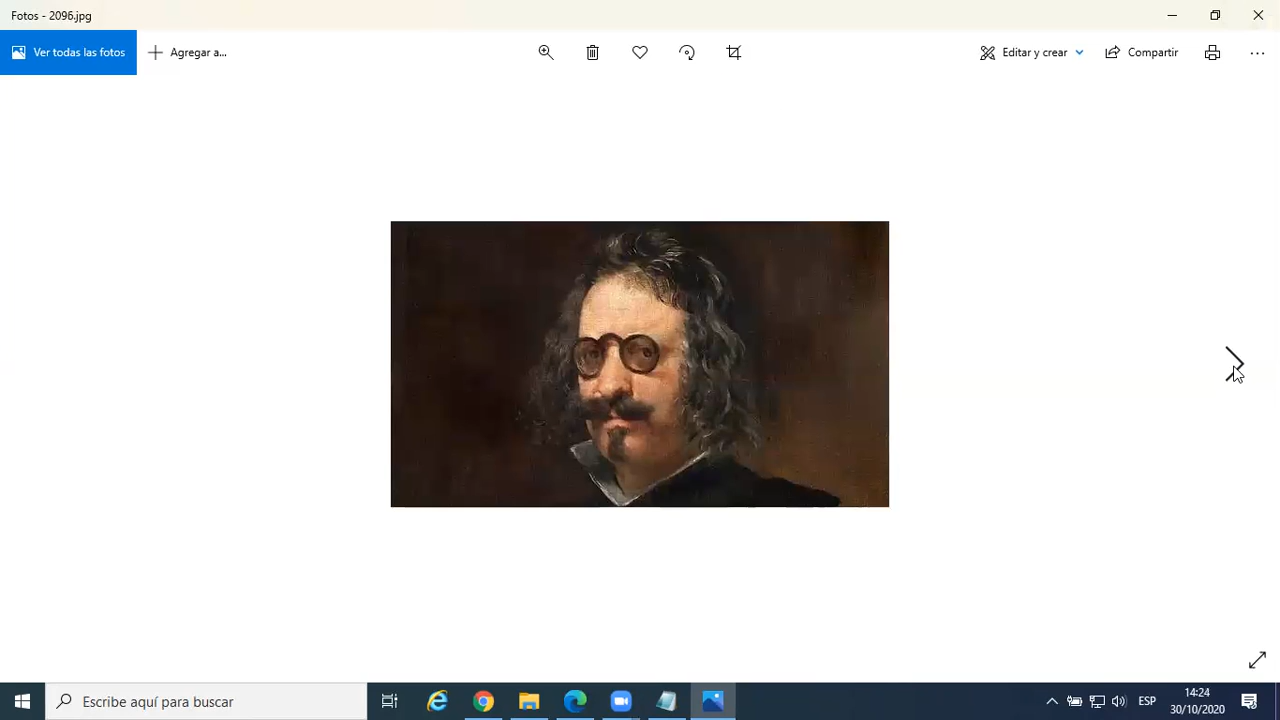 Fotos - 2096.jpg
Ver todas las fotos
Agregar a...
Editar y crear
Compartir
Escribe aquí para buscar
ESP
14:24
30/10/2020